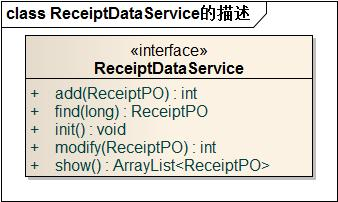 class ReceiptDataService的描述
«interface»
ReceiptDataService
+ add(ReceiptPO) : int
+ find(long) : ReceiptPO
+ init() : void
+ modify(ReceiptPO) : int
+ show() : ArrayList<ReceiptPO>